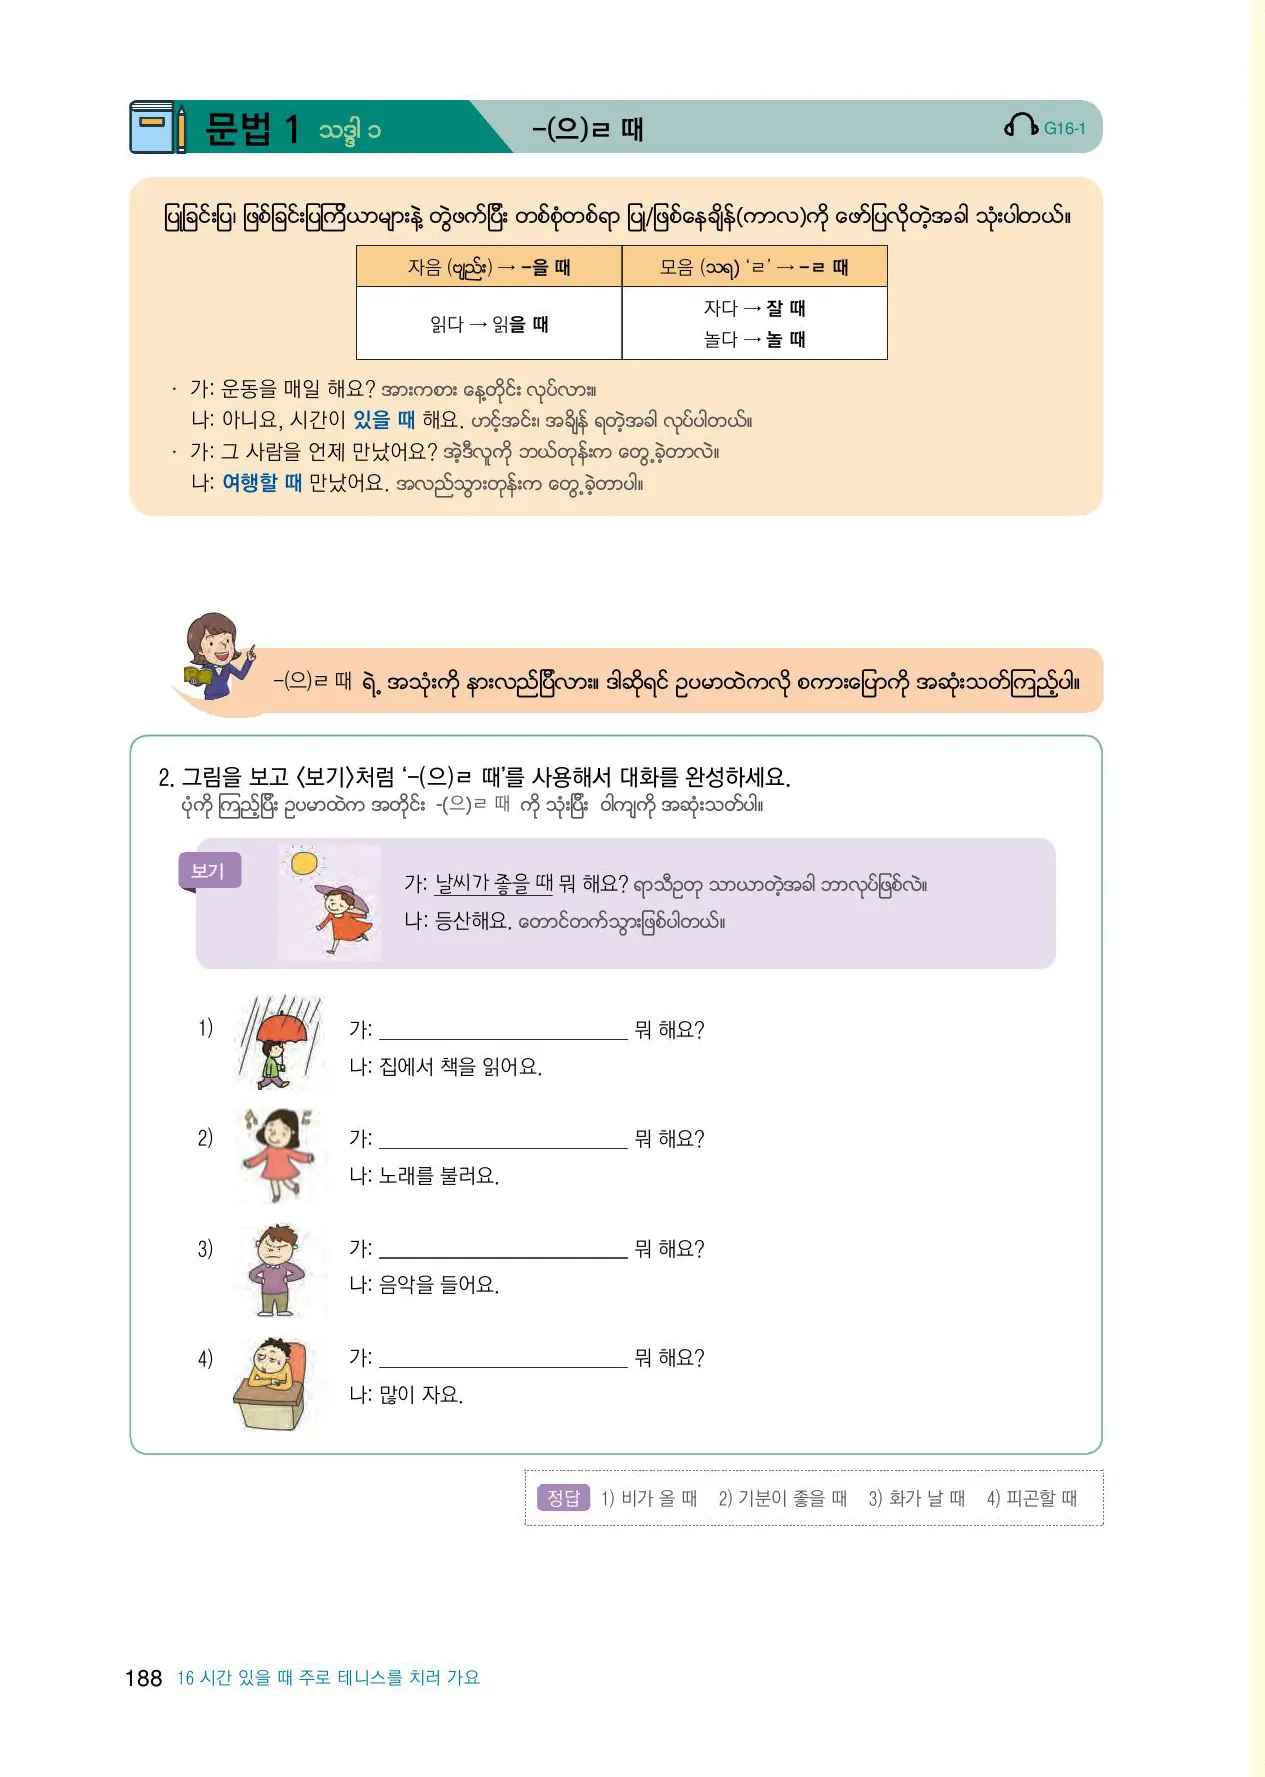 문법 1 သဒ္ဒါ ၁ -(으)ㄹ 때 G16-1
ပြုခြင်းပြ၊ ဖြစ်ခြင်းပြကြိယာများနဲ့ တွဲဖက်ပြီး တစ်စုံတစ်ရာ ပြု/ဖြစ်နေချိန်(ကာလ)ကို ဖော်ပြလိုတဲ့အခါ သုံးပါတယ်။
자음 (ဗျည်း) → -을 때 모음 (သရ) ‘ㄹ’ → -ㄹ 때
읽다 → 읽을 때 자다 → 잘 때
놀다 → 놀 때
· 가: 운동을 매일 해요? အားကစား နေ့တိုင်း လုပ်လား။
나: 아니요, 시간이 있을 때 해요. ဟင့်အင်း၊ အချိန် ရတဲ့အခါ လုပ်ပါတယ်။
· 가: 그 사람을 언제 만났어요? အဲ့ဒီလူကို ဘယ်တုန်းက တွေ့ခဲ့တာလဲ။
나: 여행할 때 만났어요. အလည်သွားတုန်းက တွေ့ခဲ့တာပါ။
-(으)ㄹ 때 ရဲ့ အသုံးကို နားလည်ပြီလား။ ဒါဆိုရင် ဥပမာထဲကလို စကားပြောကို အဆုံးသတ်ကြည့်ပါ။
2. 그림을 보고 <보기>처럼 ‘-(으)ㄹ 때’를 사용해서 대화를 완성하세요.
ပုံကို ကြည့်ပြီး ဥပမာထဲက အတိုင်း -(으)ㄹ 때 ကို သုံးပြီး ဝါကျကို အဆုံးသတ်ပါ။
보기
가: 날씨가 좋을 때 뭐 해요? ရာသီဥတု သာယာတဲ့အခါ ဘာလုပ်ဖြစ်လဲ။
나: 등산해요. တောင်တက်သွားဖြစ်ပါတယ်။
1) 가: ____ 뭐 해요?
나: 집에서 책을 읽어요.
2) 가: ____ 뭐 해요?
나: 노래를 불러요.
3) 가: ____ 뭐 해요?
나: 음악을 들어요.
4) 가: ____ 뭐 해요?
나: 많이 자요.
정답 1) 비가 올 때 2) 기분이 좋을 때 3) 화가 날 때 4) 피곤할 때
188 16 시간 있을 때 주로 테니스를 치러 가요